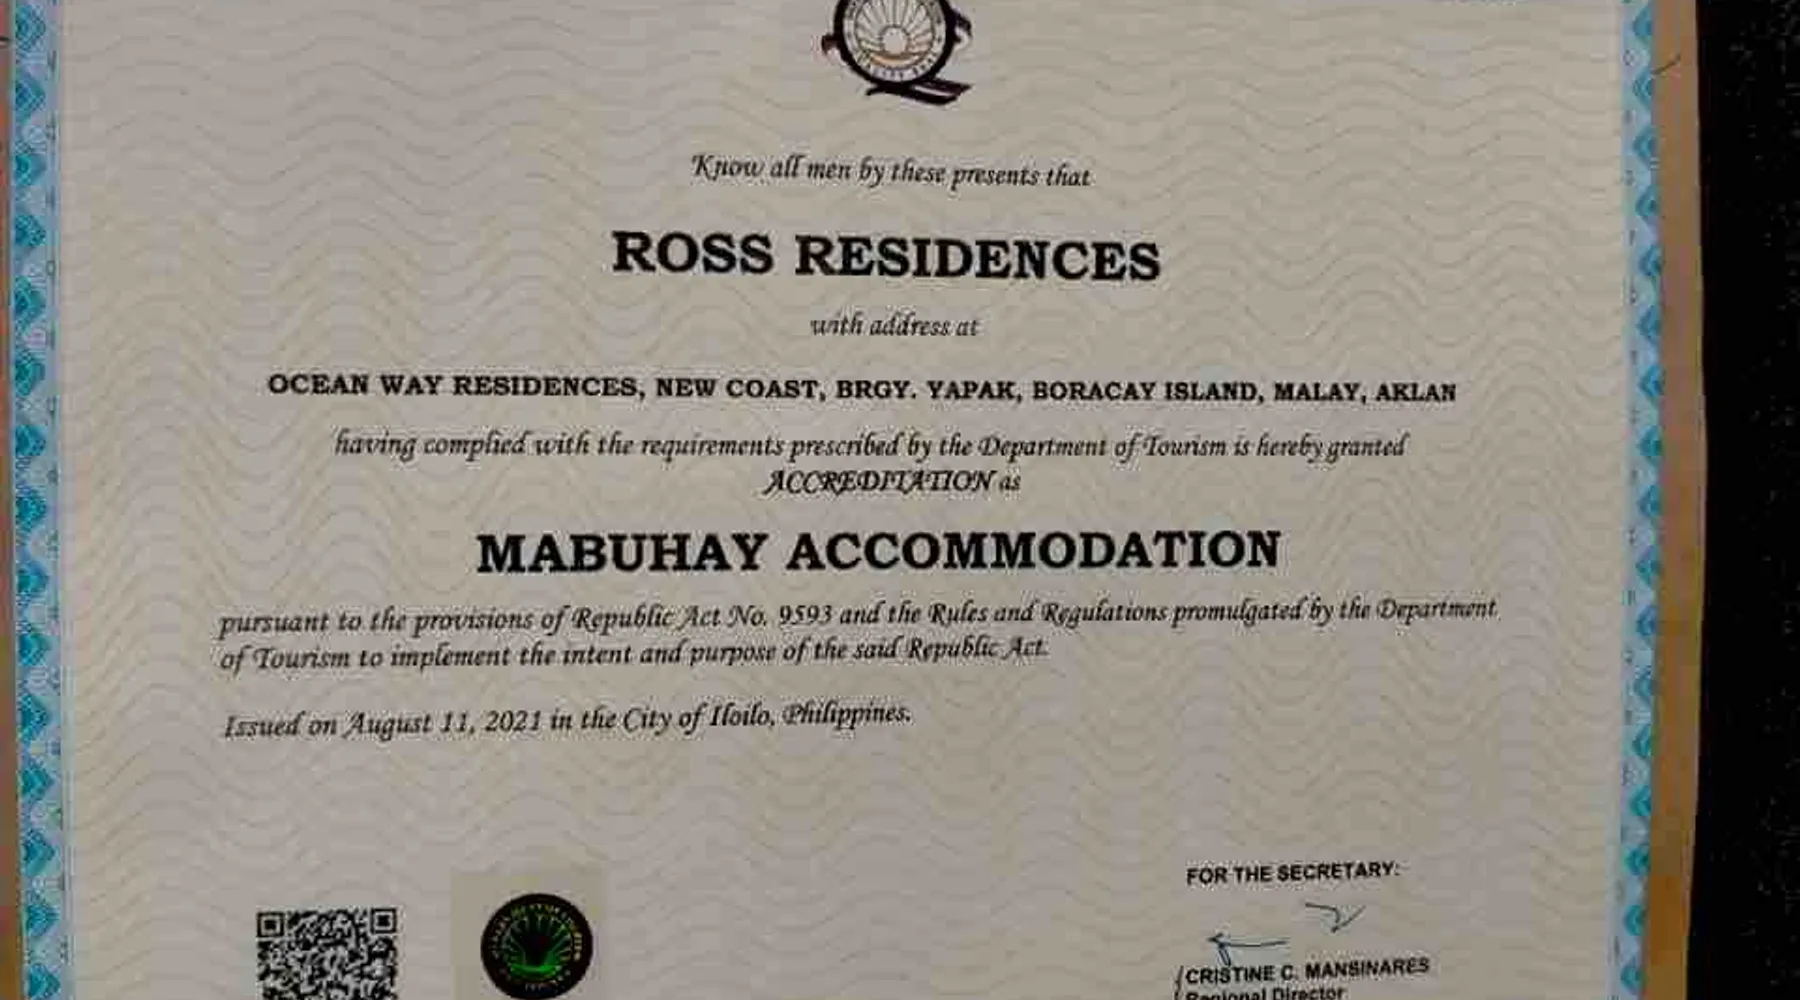 Know all men by these presents that
ROSS RESIDENCES
with address at
OCEAN WAY RESIDENCES, NEW COAST, BRGY. YAPAK, BORACAY ISLAND, MALAY, AKLAN
having complied with the requirements prescribed by the Department of Tourism is hereby granted
ACCREDITATION as
MABUHAY ACCOMMODATION
pursuant to the provisions of Republic Act No. 9593 and the Rules and Regulations promulgated by the Department
of Tourism to implement the intent and purpose of the said Republic Act.
Issued on August 11, 2021 in the City of Iloilo, Philippines.
FOR THE SECRETARY:
CRISTINE C. MANSINARES
Regional Director